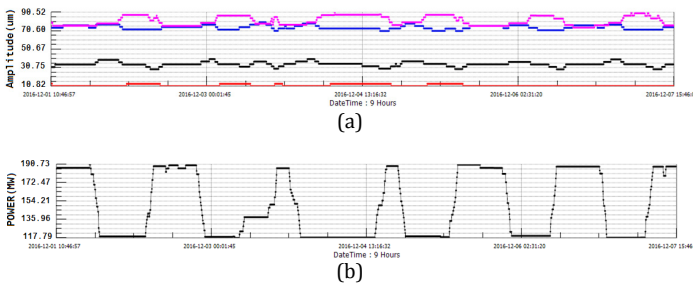 90.52
70.60
50.67
30.75
10.82
Amplitude(um)
2016-12-01 10:46:57 2016-12-03 00:01:45 2016-12-04 13:16:32 2016-12-06 02:31:20 2016-12-07 15:46:0
DateTime : 9 Hours
(a)
190.73
172.47
154.21
135.96
117.79
POWER(MW)
2016-12-01 10:46:57 2016-12-03 00:01:45 2016-12-04 13:16:32 2016-12-06 02:31:20 2016-12-07 15:46
DateTime : 9 Hours
(b)